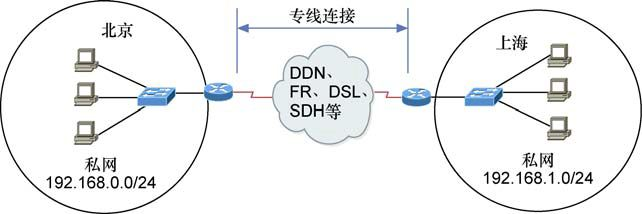 专线连接
北京
上海
DDN、
FR、DSL、
SDH等
私网
192.168.0.0/24
私网
192.168.1.0/24